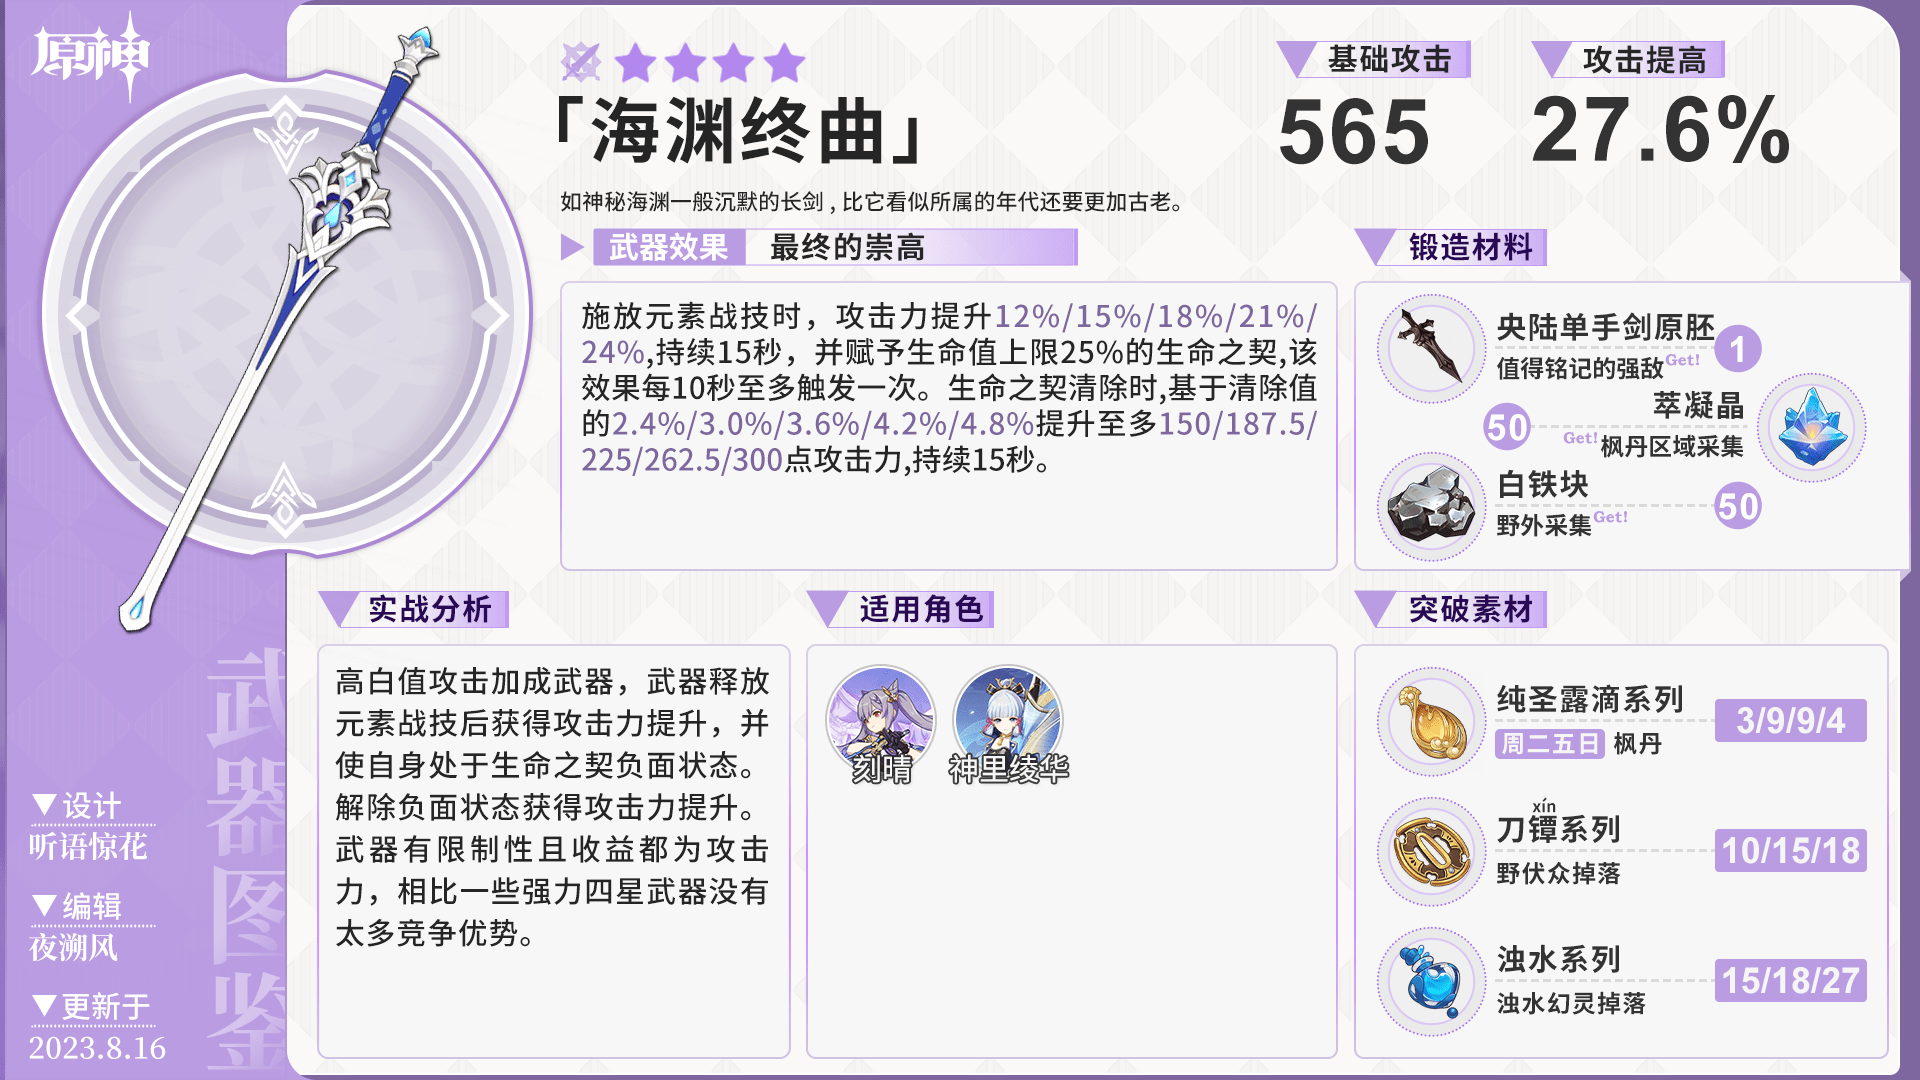 原神
「海渊终曲」
如神秘海渊一般沉默的长剑，比它看似所属的年代还要更加古老。
基础攻击
565
攻击提高
27.6%
武器效果
最终的崇高
施放元素战技时，攻击力提升12%/15%/18%/21%/
24%,持续15秒，并赋予生命值上限25%的生命之契,该
效果每10秒至多触发一次。生命之契清除时,基于清除值
的2.4%/3.0%/3.6%/4.2%/4.8%提升至多150/187.5/
225/262.5/300点攻击力,持续15秒。
锻造材料
央陆单手剑原胚
1
值得铭记的强敌Get!
萃凝晶
50
Get!枫丹区域采集
白铁块
50
野外采集Get!
实战分析
高白值攻击加成武器，武器释放
元素战技后获得攻击力提升，并
使自身处于生命之契负面状态。
解除负面状态获得攻击力提升。
武器有限制性且收益都为攻击
力，相比一些强力四星武器没有
太多竞争优势。
适用角色
刻晴
神里绫华
突破素材
纯圣露滴系列
3/9/9/4
周二五日 枫丹
xín
刀镡系列
10/15/18
野伏众掉落
浊水系列
15/18/27
浊水幻灵掉落
武器图鉴
▼设计
听语惊花
▼编辑
夜溯风
▼更新于
2023.8.16